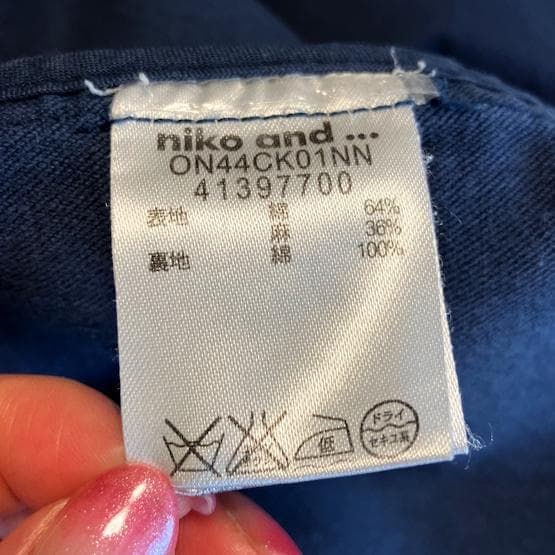 niko and ...
ON44CK01NN
41397700
表地 綿 64%
麻 36%
裏地 綿 100%
低
ドライ
セキユ系